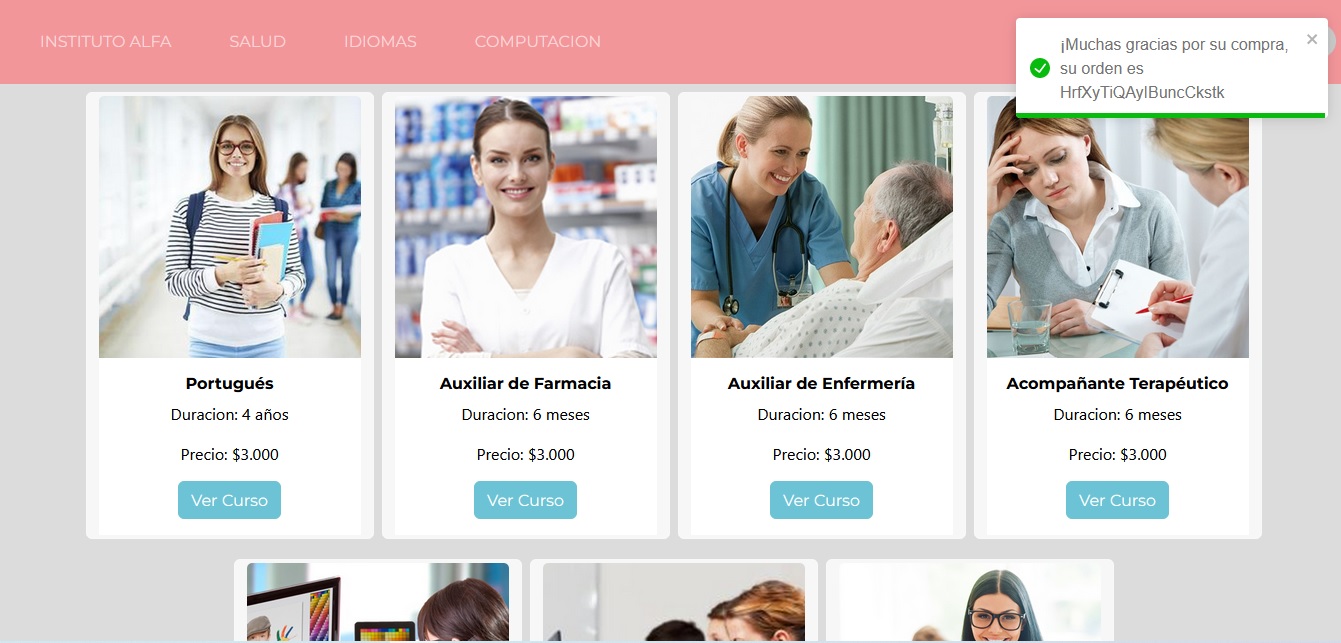 INSTITUTO ALFA
SALUD
IDIOMAS
COMPUTACION
¡Muchas gracias por su compra,
su orden es
HrfXyTiQAylBuncCkstk
Portugués
Duracion: 4 años
Precio: $3.000
Ver Curso
Auxiliar de Farmacia
Duracion: 6 meses
Precio: $3.000
Ver Curso
Auxiliar de Enfermería
Duracion: 6 meses
Precio: $3.000
Ver Curso
Acompañante Terapéutico
Duracion: 6 meses
Precio: $3.000
Ver Curso